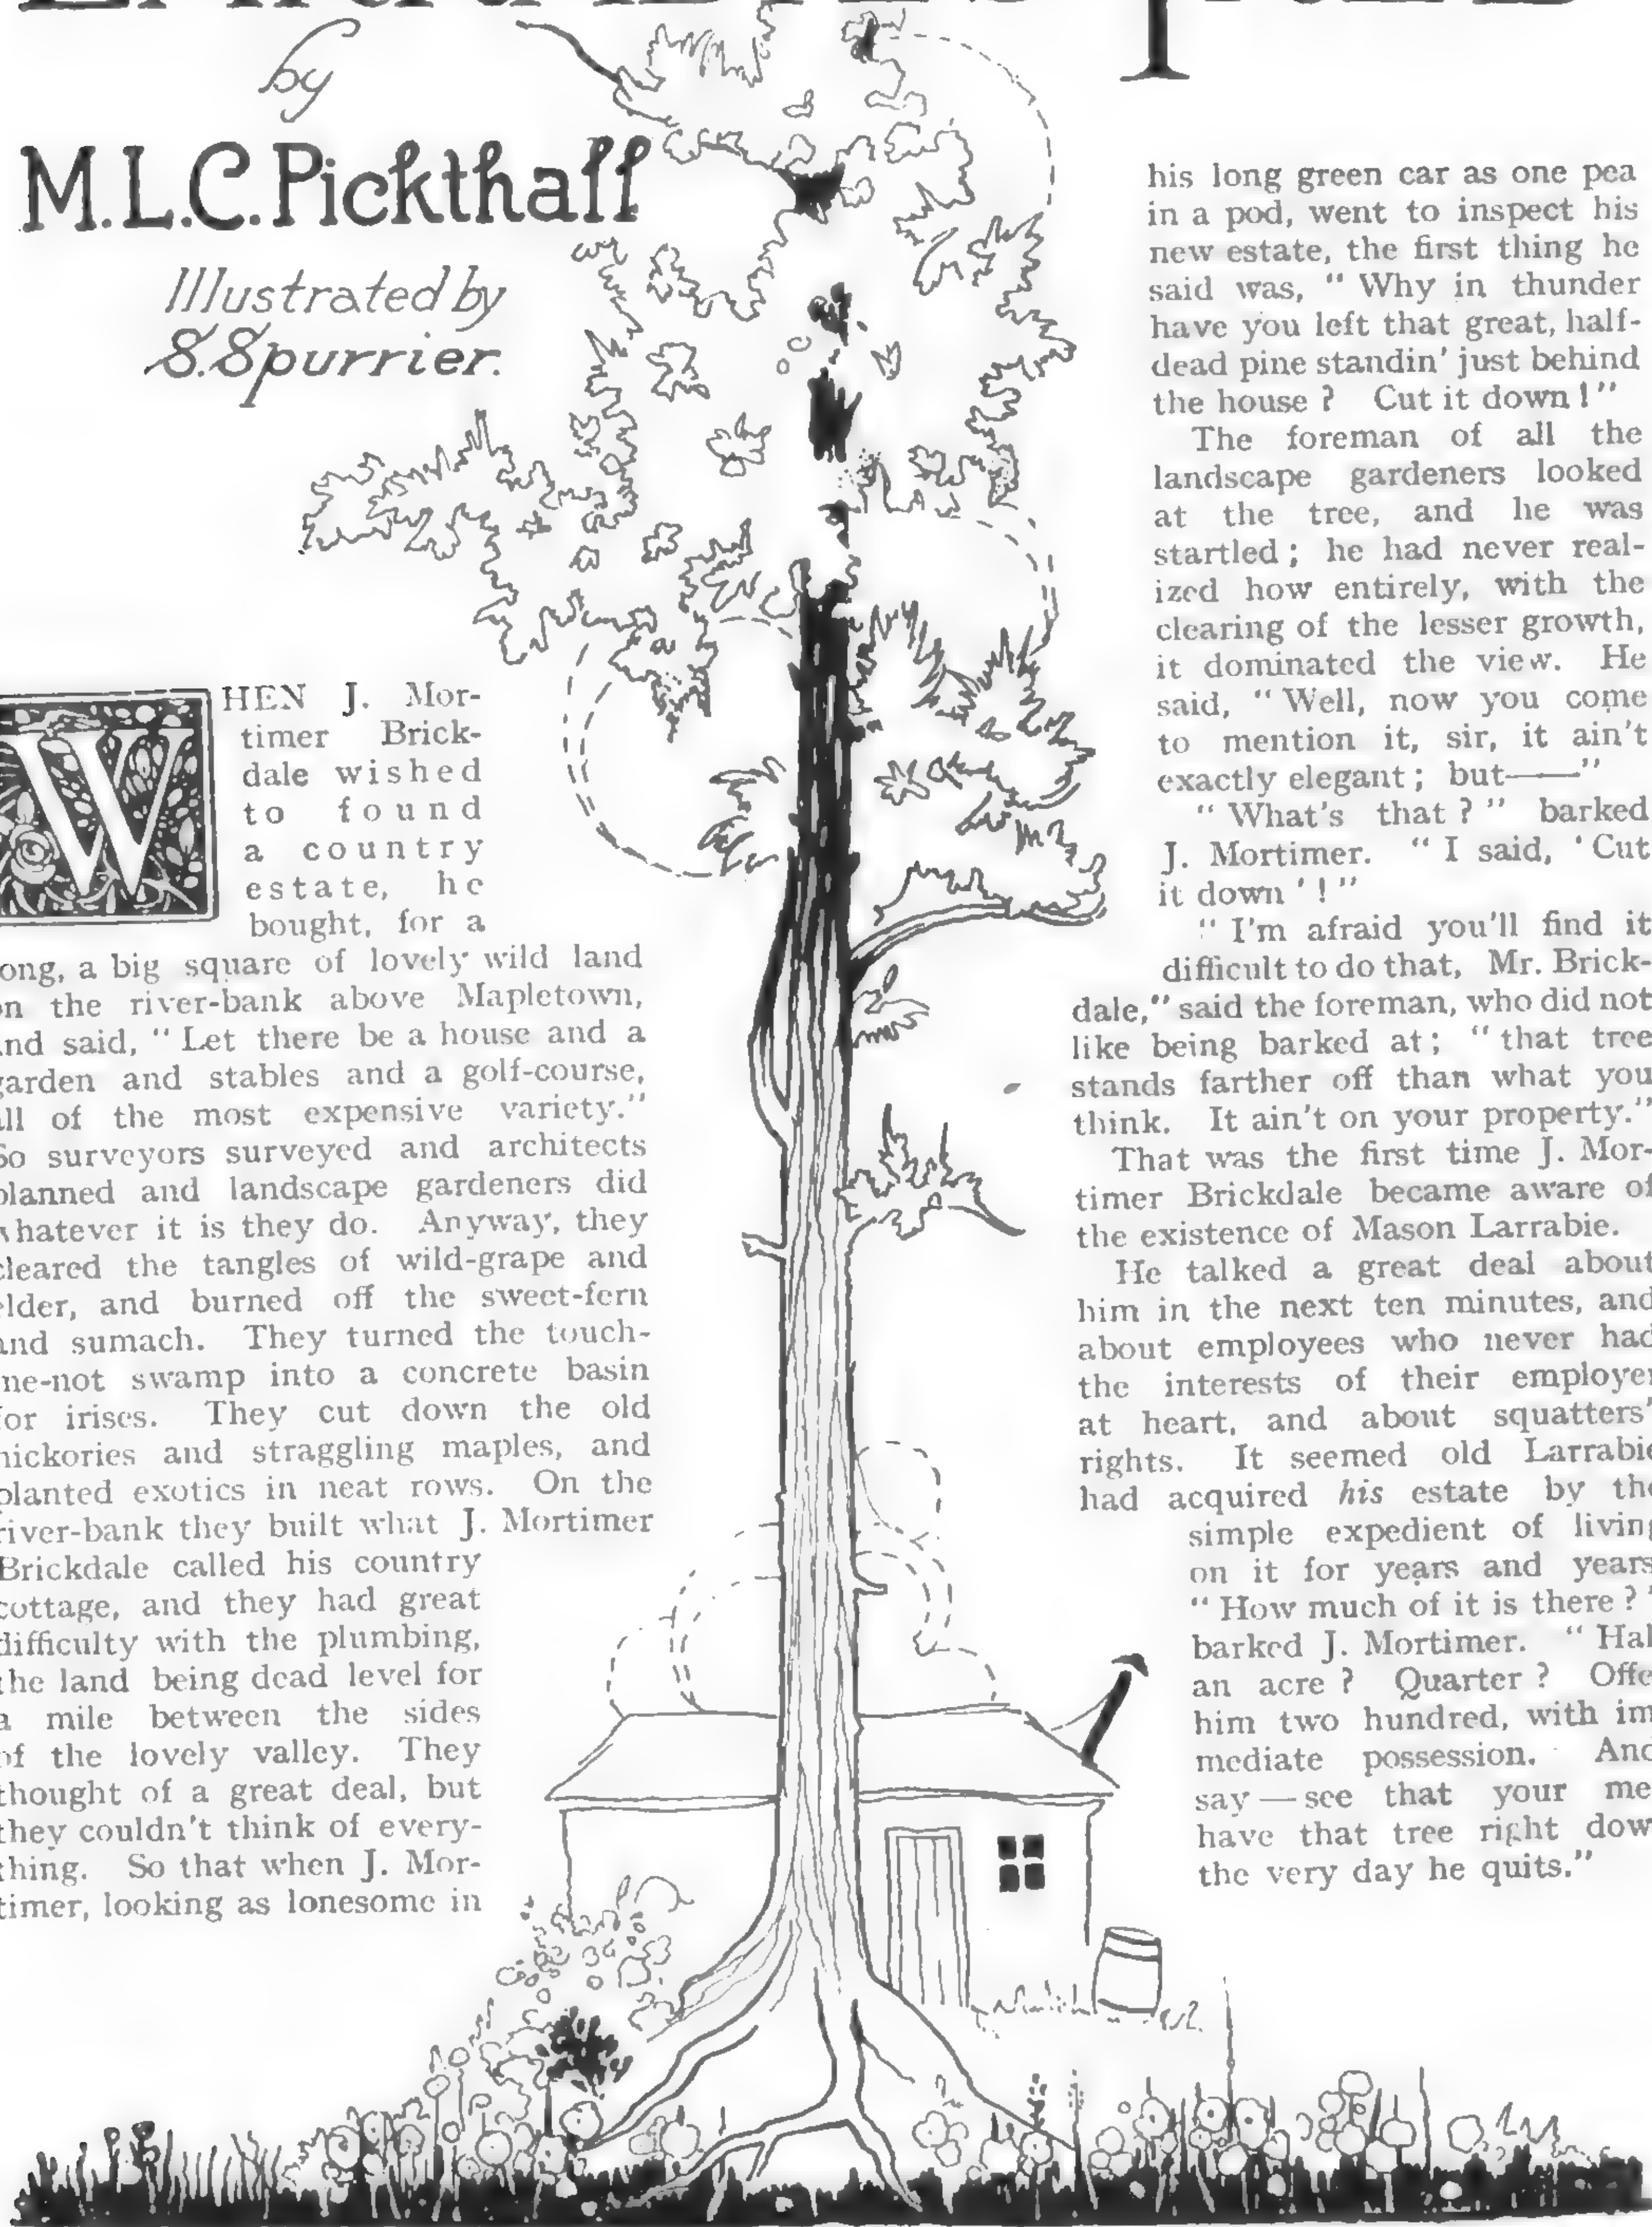 by
M.L.C. Pickthall
Illustrated by
S. Spurrier.
WHEN J. Mor-
timer Brick-
dale wished
to found
a country
estate, he
bought, for a
ong, a big square of lovely wild land
n the river-bank above Mapletown,
nd said, “ Let there be a house and a
arden and stables and a golf-course,
ll of the most expensive variety.”
So surveyors surveyed and architects
lanned and landscape gardeners did
hatever it is they do. Anyway, they
leared the tangles of wild-grape and
lder, and burned off the sweet-fern
nd sumach. They turned the touch-
me-not swamp into a concrete basin
for irises. They cut down the old
hickories and straggling maples, and
planted exotics in neat rows. On the
river-bank they built what J. Mortimer
Brickdale called his country
cottage, and they had great
difficulty with the plumbing,
the land being dead level for
a mile between the sides
of the lovely valley. They
thought of a great deal, but
they couldn't think of every-
thing. So that when J. Mor-
timer, looking as lonesome in
his long green car as one pea
in a pod, went to inspect his
new estate, the first thing he
said was, “ Why in thunder
have you left that great, half-
dead pine standin' just behind
the house ? Cut it down ! ”
The foreman of all the
landscape gardeners looked
at the tree, and he was
startled ; he had never real-
ized how entirely, with the
clearing of the lesser growth,
it dominated the view. He
said, “ Well, now you come
to mention it, sir, it ain't
exactly elegant ; but——”
“ What's that ? ” barked
J. Mortimer. “ I said, ‘ Cut
it down ’ ! ”
“ I'm afraid you'll find it
difficult to do that, Mr. Brick-
dale,” said the foreman, who did not
like being barked at ; “ that tree
stands farther off than what you
think. It ain't on your property.”
That was the first time J. Mor-
timer Brickdale became aware of
the existence of Mason Larrabie.
He talked a great deal about
him in the next ten minutes, and
about employees who never had
the interests of their employer
at heart, and about squatters'
rights. It seemed old Larrabie
had acquired his estate by the
simple expedient of living
on it for years and years
“ How much of it is there ? ”
barked J. Mortimer. “ Hal
an acre ? Quarter ? Offe
him two hundred, with im
mediate possession. And
say — see that your me
have that tree right dow
the very day he quits.”